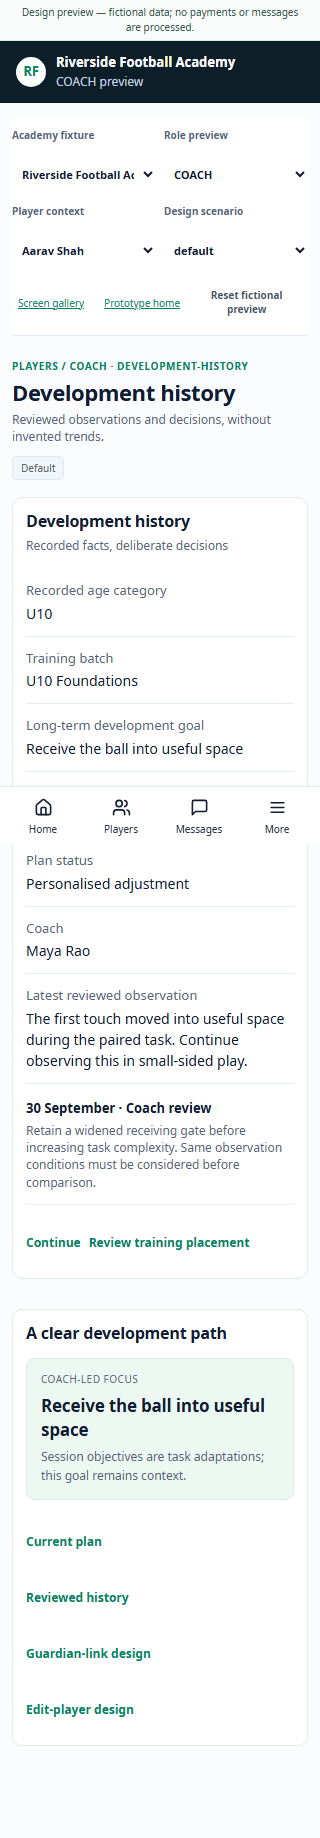 Design preview — fictional data; no payments or messages
are processed.
RF
Riverside Football Academy
COACH preview
Academy fixture
Role preview
Riverside Football Ac
COACH
Player context
Design scenario
Aarav Shah
default
Screen gallery
Prototype home
Reset fictional
preview
PLAYERS / COACH · DEVELOPMENT-HISTORY
Development history
Reviewed observations and decisions, without
invented trends.
Default
Development history
Recorded facts, deliberate decisions
Recorded age category
U10
Training batch
U10 Foundations
Long-term development goal
Receive the ball into useful space
Home
Players
Messages
More
Plan status
Personalised adjustment
Coach
Maya Rao
Latest reviewed observation
The first touch moved into useful space
during the paired task. Continue
observing this in small-sided play.
30 September · Coach review
Retain a widened receiving gate before
increasing task complexity. Same observation
conditions must be considered before
comparison.
Continue
Review training placement
A clear development path
COACH-LED FOCUS
Receive the ball into useful
space
Session objectives are task adaptations;
this goal remains context.
Current plan
Reviewed history
Guardian-link design
Edit-player design